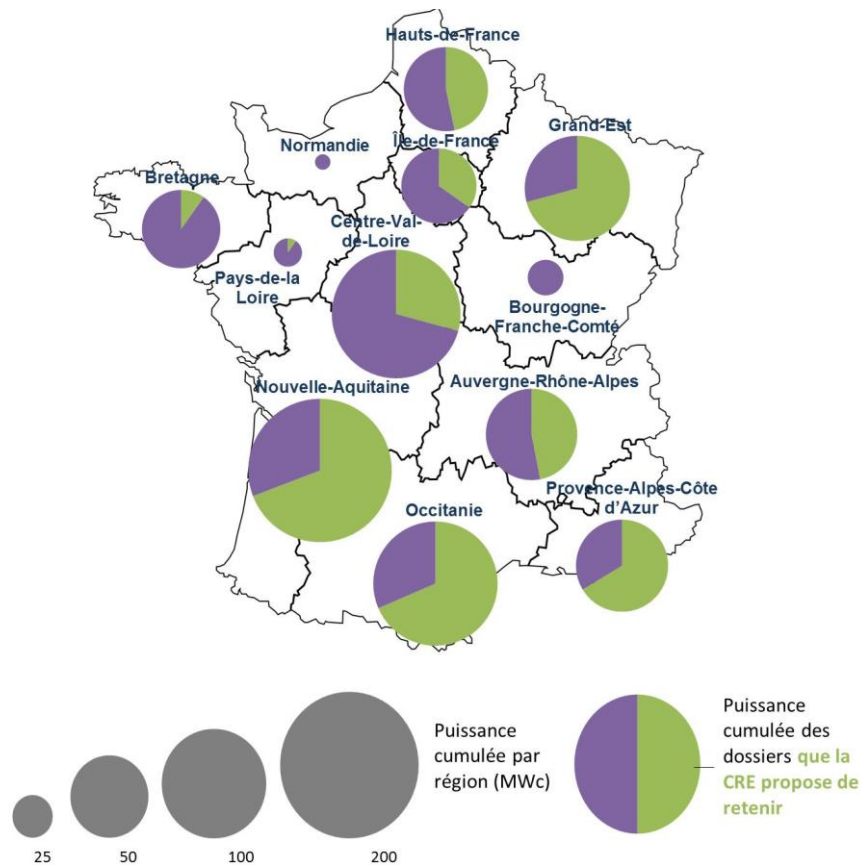 Hauts-de-France
Normandie
Île-de-France
Grand-Est
Bretagne
Centre-Val-
de-Loire
Pays-de-la
Loire
Bourgogne-
Franche-Comté
Nouvelle-Aquitaine
Auvergne-Rhône-Alpes
Provence-Alpes-Côte
d’Azur
Occitanie
Puissance
cumulée par
région (MWc)
25
50
100
200
Puissance
cumulée des
dossiers que la
CRE propose de
retenir